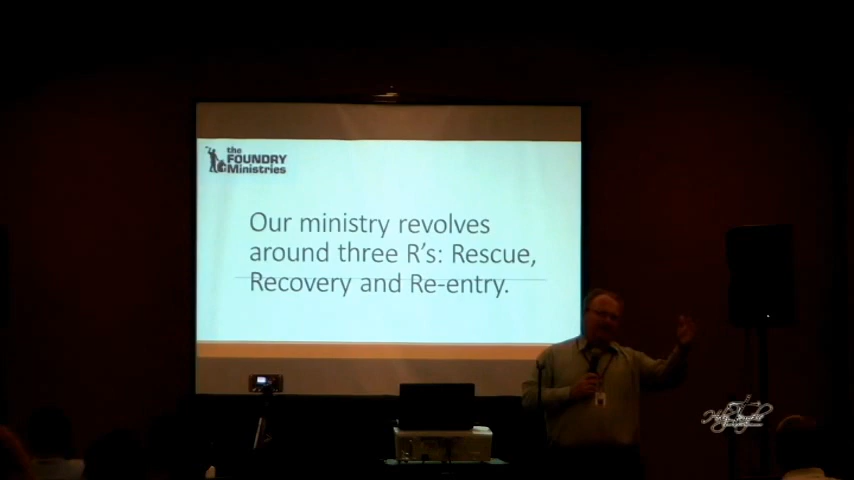 the
FOUNDRY
Ministries
Our ministry revolves
around three R's: Rescue,
Recovery and Re-entry.